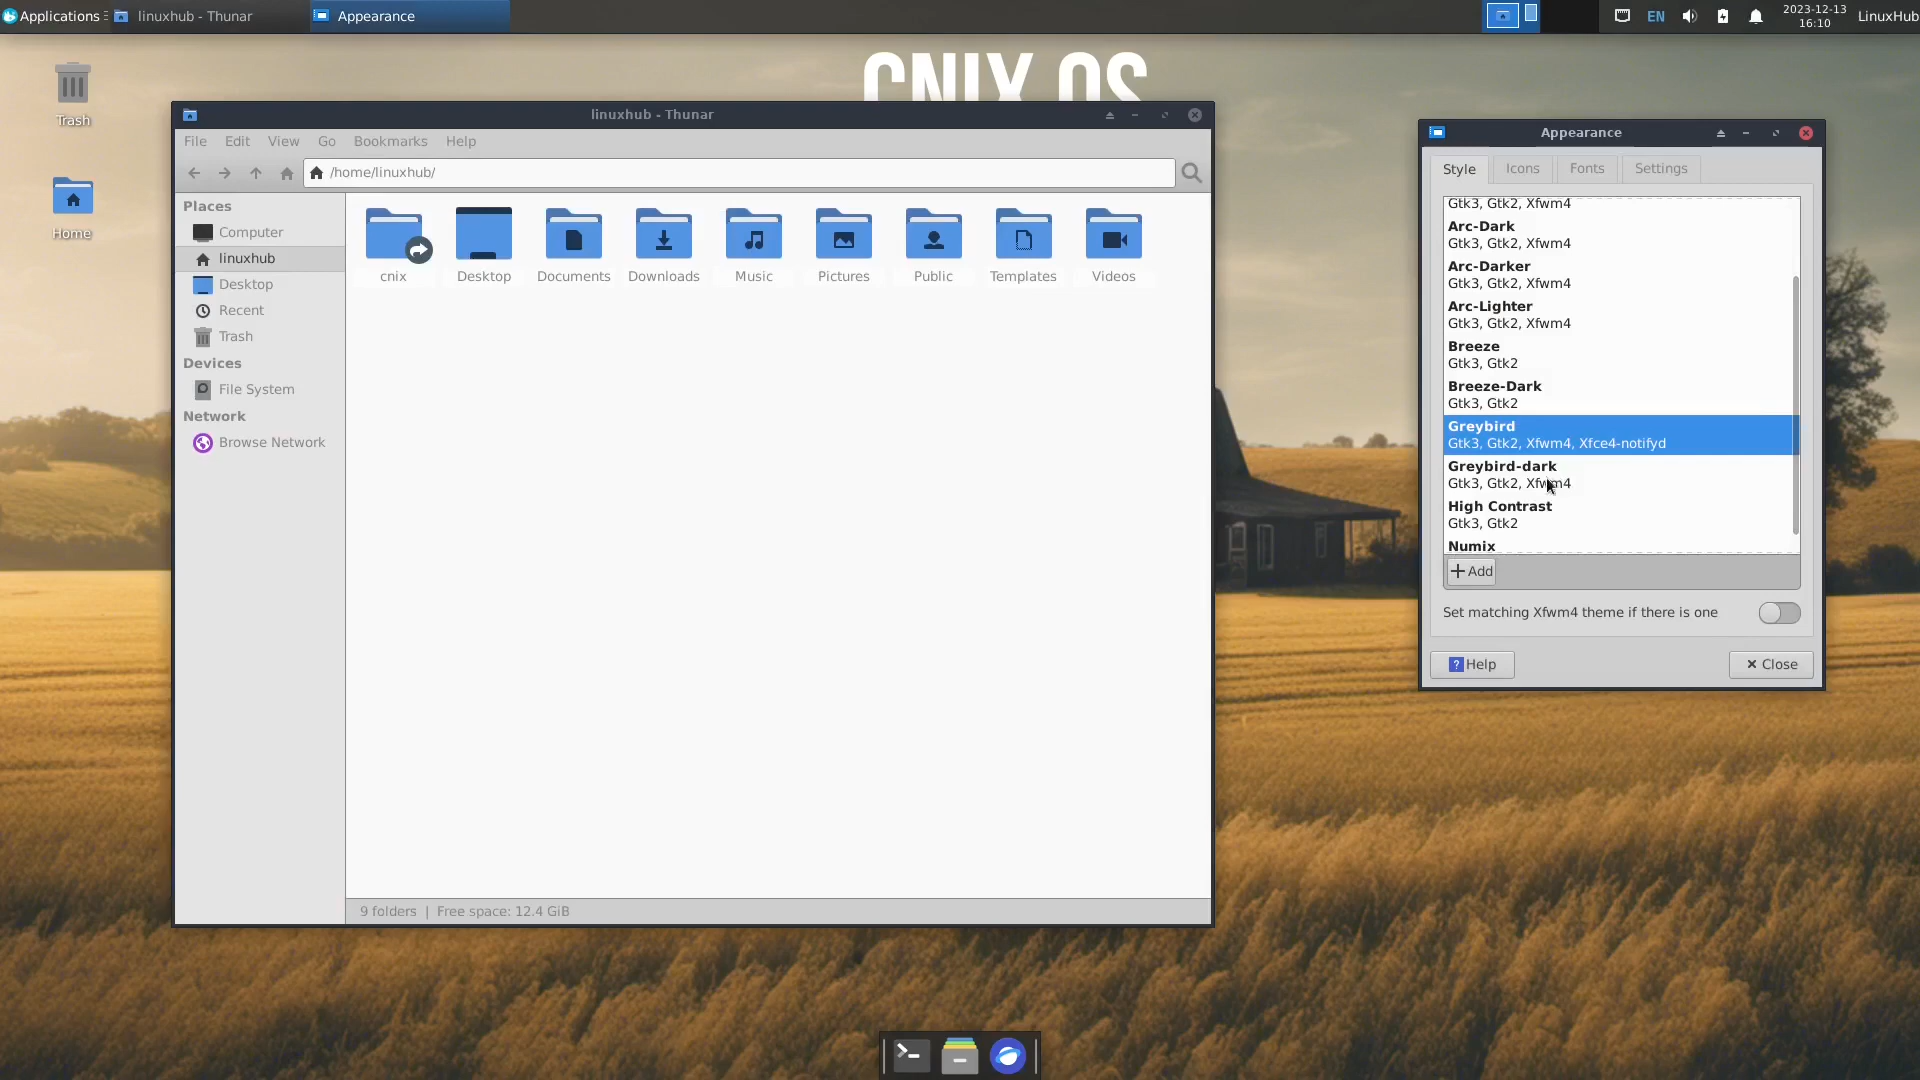 Applications
linuxhub - Thunar
Appearance
EN
2023-12-13
16:10
LinuxHub
CNIX OS
Trash
Home
linuxhub - Thunar
File Edit View Go Bookmarks Help
/home/linuxhub/
Places
Computer
linuxhub
Desktop
Recent
Trash
Devices
File System
Network
Browse Network
cnix
Desktop
Documents
Downloads
Music
Pictures
Public
Templates
Videos
9 folders | Free space: 12.4 GiB
Appearance
Style Icons Fonts Settings
Gtk3, Gtk2, Xfwm4
Arc-Dark
Gtk3, Gtk2, Xfwm4
Arc-Darker
Gtk3, Gtk2, Xfwm4
Arc-Lighter
Gtk3, Gtk2, Xfwm4
Breeze
Gtk3, Gtk2
Breeze-Dark
Gtk3, Gtk2
Greybird
Gtk3, Gtk2, Xfwm4, Xfce4-notifyd
Greybird-dark
Gtk3, Gtk2, Xfwm4
High Contrast
Gtk3, Gtk2
Numix
Add
Set matching Xfwm4 theme if there is one
Help
Close